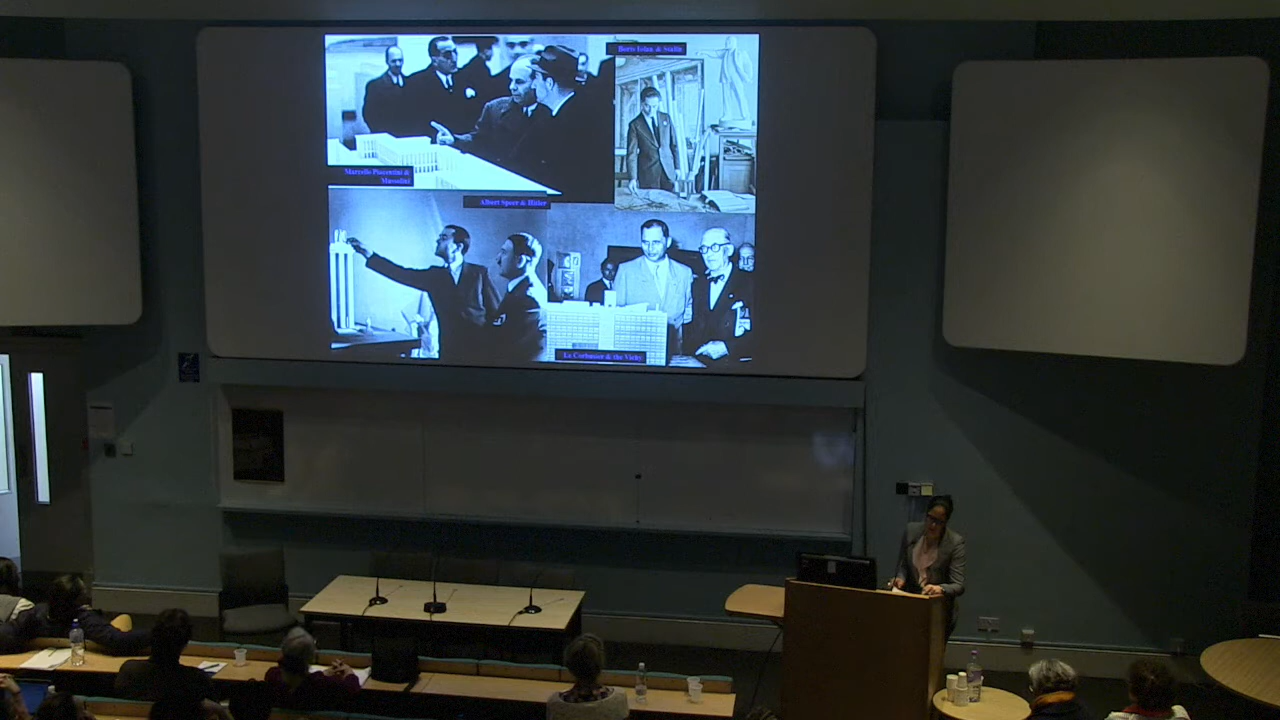 Boris Iofan & Stalin
Marcello Piacentini &
Mussolini
Albert Speer & Hitler
Le Corbusier & the Vichy